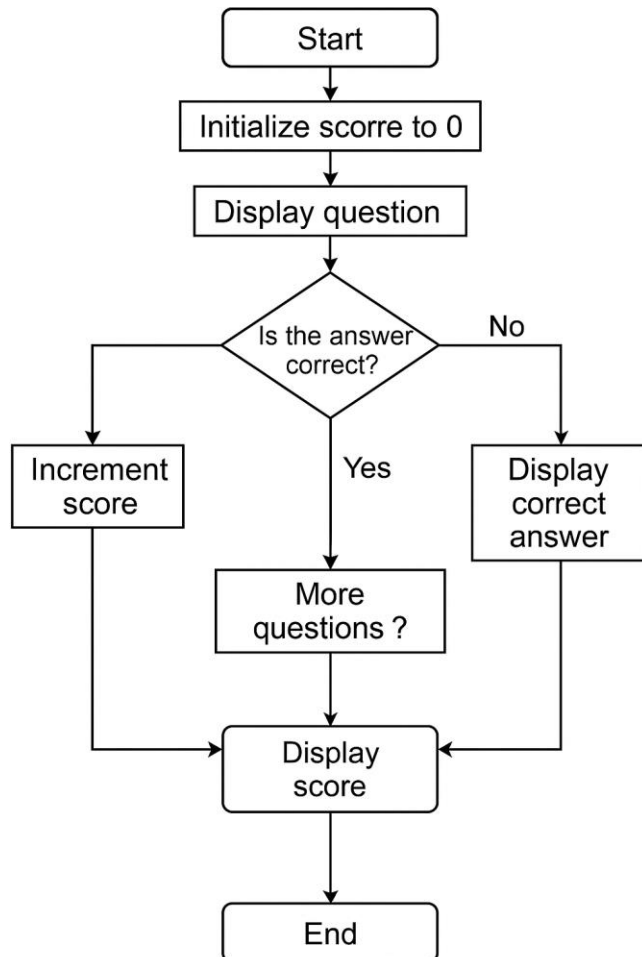 Start
Initialize scorre to 0
Display question
Is the answer
correct?
No
Yes
Increment
score
Display
correct
answer
More
questions ?
Display
score
End